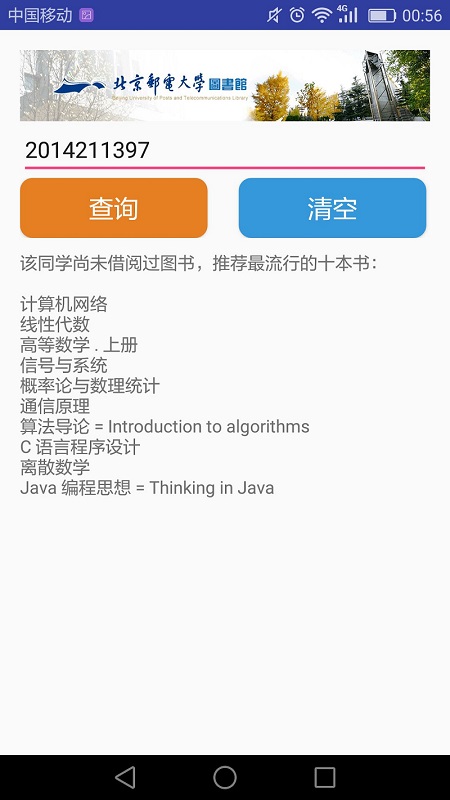 中国移动 4G 00:56
北京郵電大學 圖書館
Beijing University of Posts and Telecommunications Library
2014211397
查询 清空
该同学尚未借阅过图书，推荐最流行的十本书：
计算机网络
线性代数
高等数学 . 上册
信号与系统
概率论与数理统计
通信原理
算法导论 = Introduction to algorithms
C 语言程序设计
离散数学
Java 编程思想 = Thinking in Java